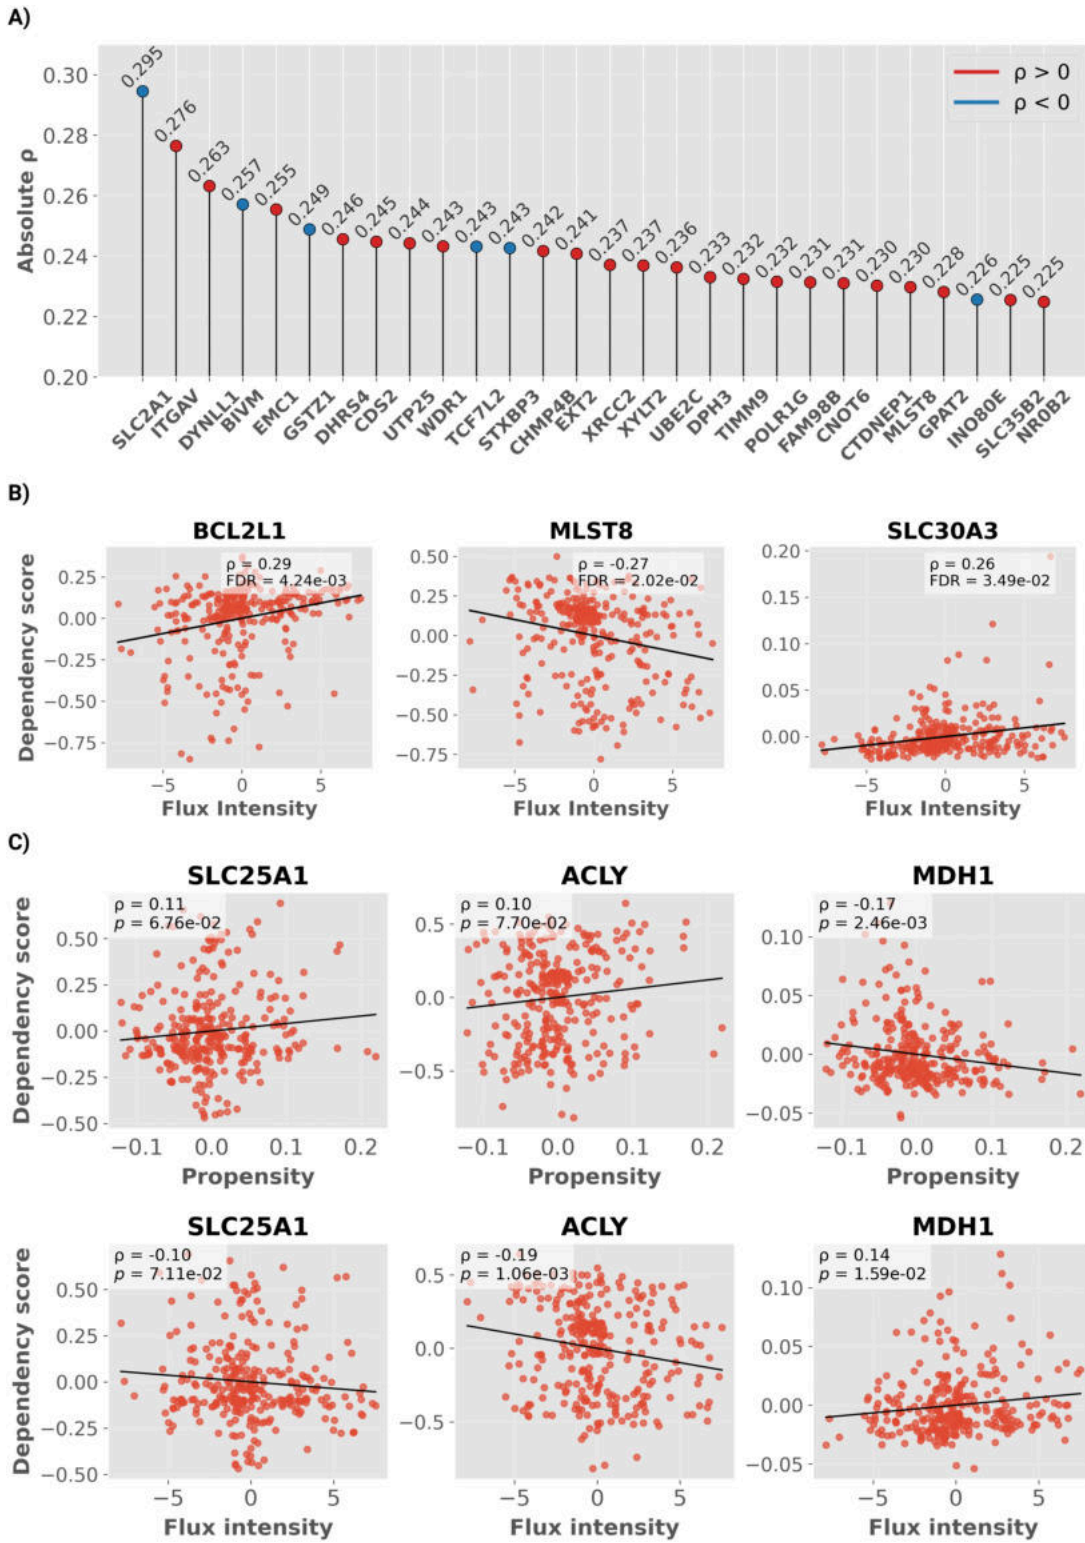 A)
0.295 0.276 0.263 0.257 0.255 0.249 0.246 0.245 0.244 0.243 0.243 0.243 0.242 0.241 0.237 0.237 0.236 0.233 0.232 0.232 0.231 0.231 0.230 0.230 0.228 0.226 0.225 0.225
ρ > 0
ρ < 0
Absolute ρ
0.30
0.28
0.26
0.24
0.22
0.20
SLC2A1 ITGAV DYNLL1 BIVM EMC1 GSTZ1 DHRS4 CDS2 UTP25 WDR1 TCF7L2 STXBP3 CHMP4B EXT2 XRCC2 XYLT2 UBE2C DPH3 TIMM9 POLR1G FAM98B CNOT6 CTDNEP1 MLST8 GPAT2 INO80E SLC35B2 NR0B2
B)
BCL2L1
Dependency score
ρ = 0.29
FDR = 4.24e-03
0.25
0.00
−0.25
−0.50
−0.75
−5 0 5
Flux Intensity
MLST8
ρ = -0.27
FDR = 2.02e-02
0.50
0.25
0.00
−0.25
−0.50
−0.75
−5 0 5
Flux Intensity
SLC30A3
ρ = 0.26
FDR = 3.49e-02
0.20
0.15
0.10
0.05
0.00
−5 0 5
Flux Intensity
C)
SLC25A1
Dependency score
ρ = 0.11
p = 6.76e-02
0.50
0.25
0.00
−0.25
−0.50
−0.1 0.0 0.1 0.2
Propensity
ACLY
ρ = 0.10
p = 7.70e-02
0.5
0.0
−0.5
−0.1 0.0 0.1 0.2
Propensity
MDH1
ρ = -0.17
p = 2.46e-03
0.10
0.05
0.00
−0.05
−0.1 0.0 0.1 0.2
Propensity
SLC25A1
Dependency score
ρ = -0.10
p = 7.11e-02
0.50
0.25
0.00
−0.25
−0.50
−5 0 5
Flux intensity
ACLY
ρ = -0.19
p = 1.06e-03
0.5
0.0
−0.5
−5 0 5
Flux intensity
MDH1
ρ = 0.14
p = 1.59e-02
0.10
0.05
0.00
−0.05
−5 0 5
Flux intensity